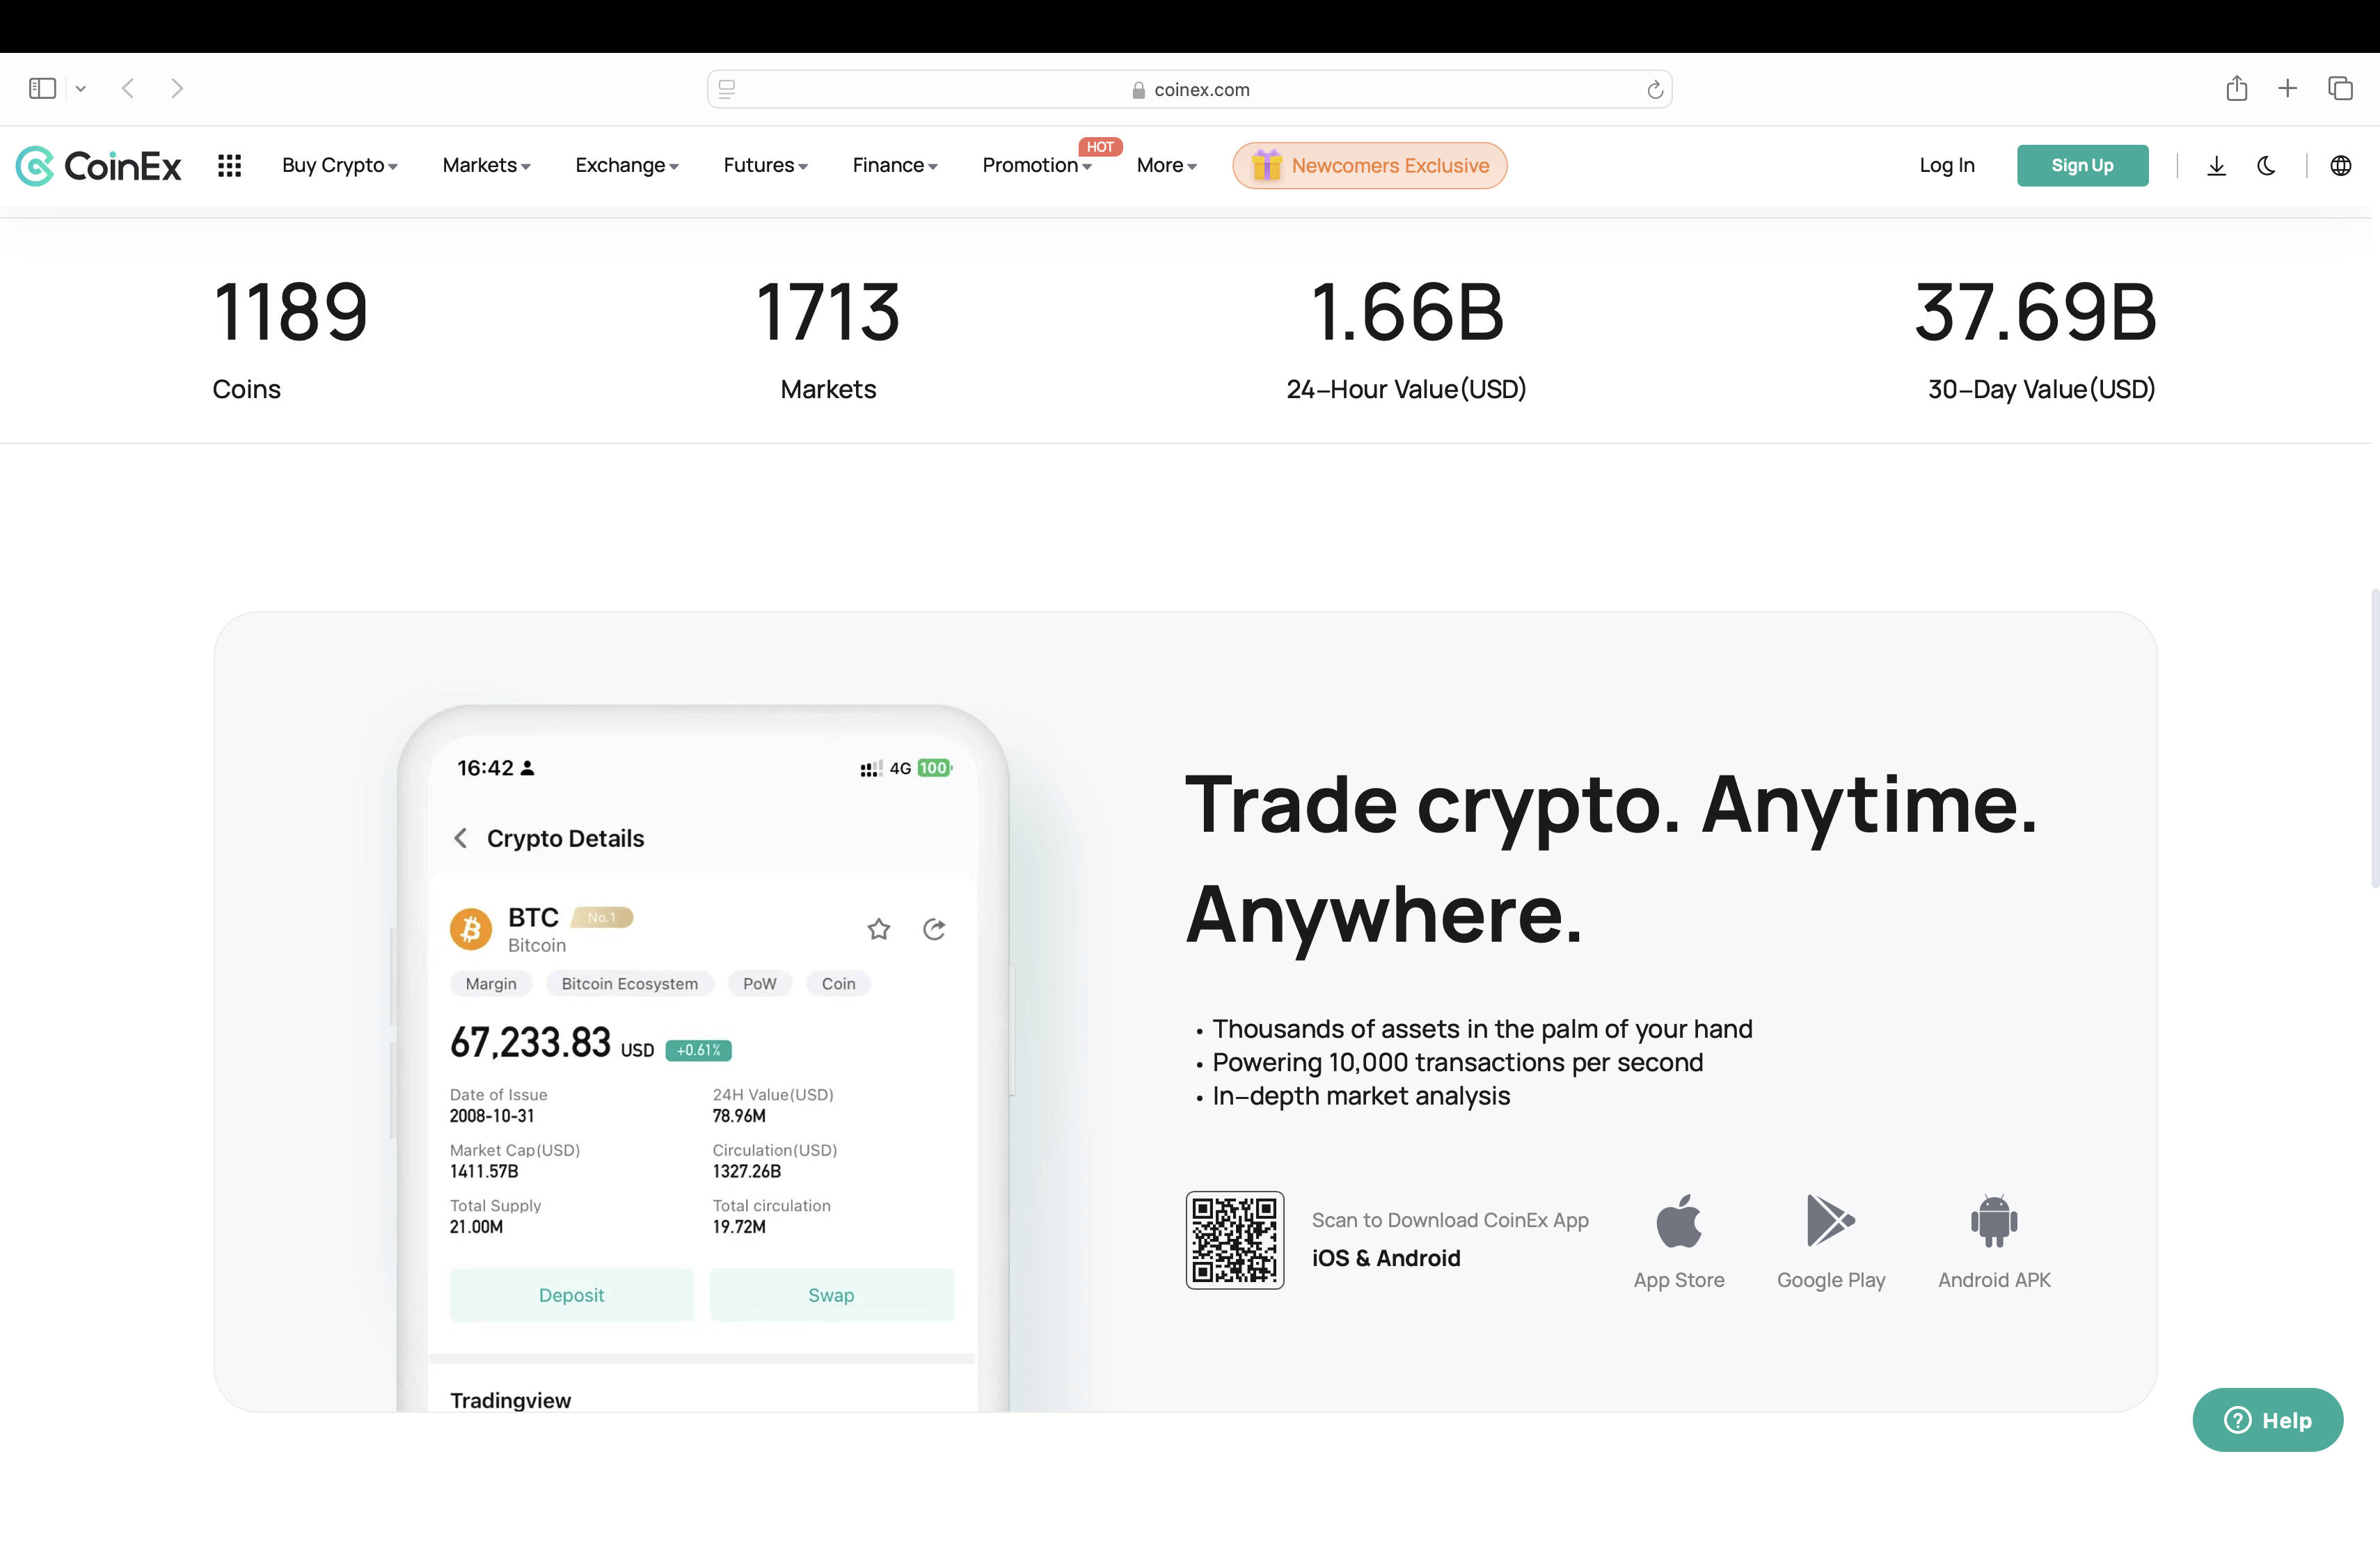 coinex.com
CoinEx Buy Crypto Markets Exchange Futures Finance Promotion HOT More Newcomers Exclusive Log In Sign Up
1189 1713 1.66B 37.69B
Coins Markets 24–Hour Value(USD) 30–Day Value(USD)
16:42 4G 100
Crypto Details
BTC No.1
Bitcoin
Margin Bitcoin Ecosystem PoW Coin
67,233.83 USD +0.61%
Date of Issue 24H Value(USD)
2008-10-31 78.96M
Market Cap(USD) Circulation(USD)
1411.57B 1327.26B
Total Supply Total circulation
21.00M 19.72M
Deposit Swap
Tradingview
Trade crypto. Anytime.
Anywhere.
• Thousands of assets in the palm of your hand
• Powering 10,000 transactions per second
• In–depth market analysis
Scan to Download CoinEx App
iOS & Android
App Store Google Play Android APK
Help